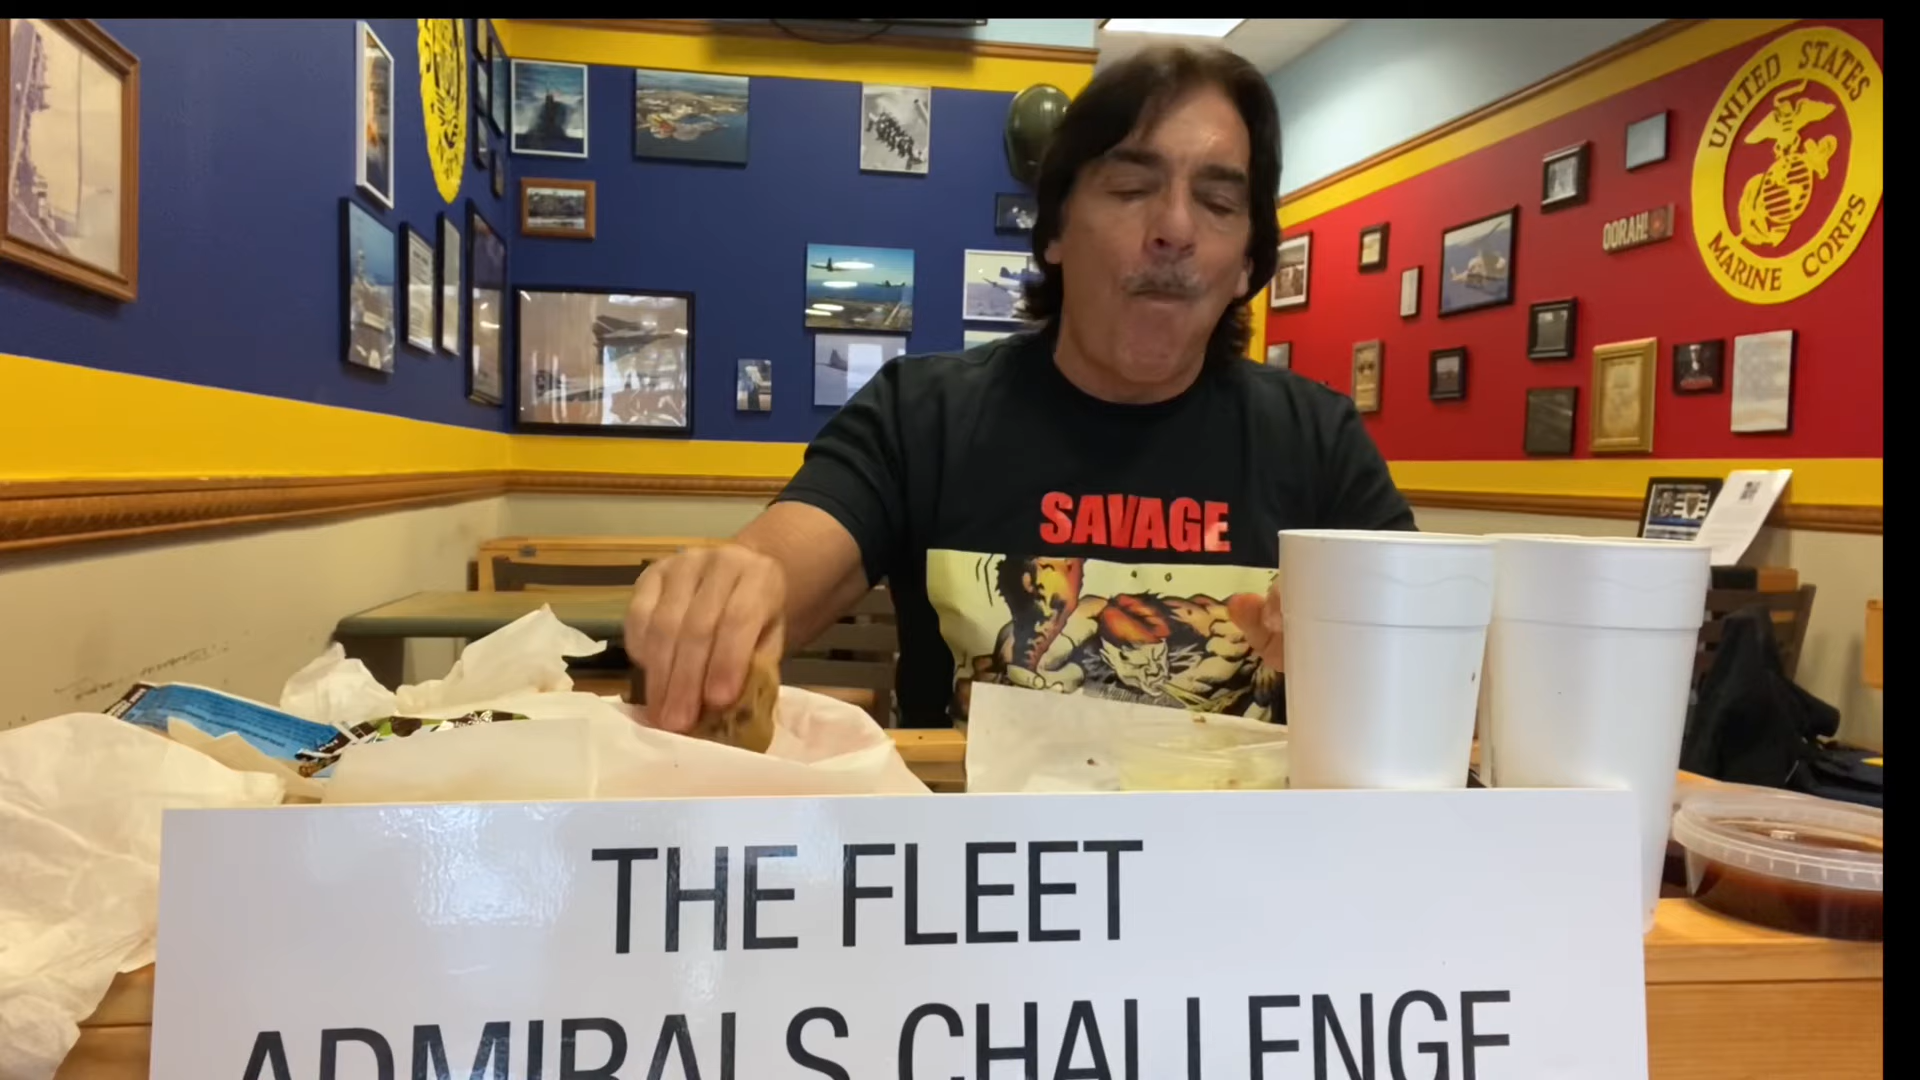 UNITED STATES
MARINE CORPS
OORAH!
SAVAGE
THE FLEET
ADMIRALS CHALLENGE